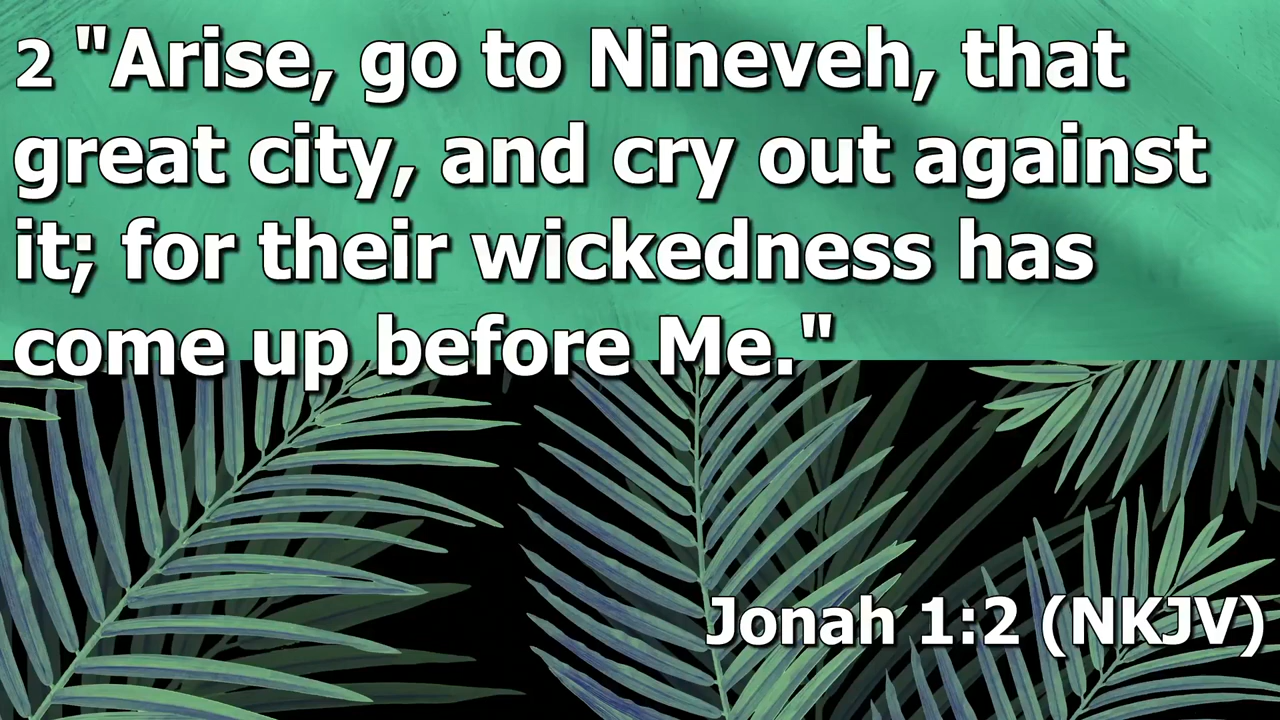 2 "Arise, go to Nineveh, that
great city, and cry out against
it; for their wickedness has
come up before Me."
Jonah 1:2 (NKJV)